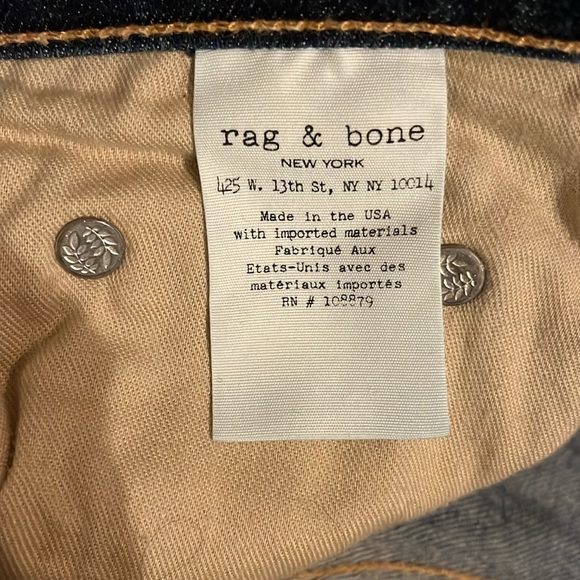 rag & bone
NEW YORK
425 W. 13th St, NY NY 10014
Made in the USA
with imported materials
Fabriqué Aux
Etats-Unis avec des
matériaux importés
RN # 108879